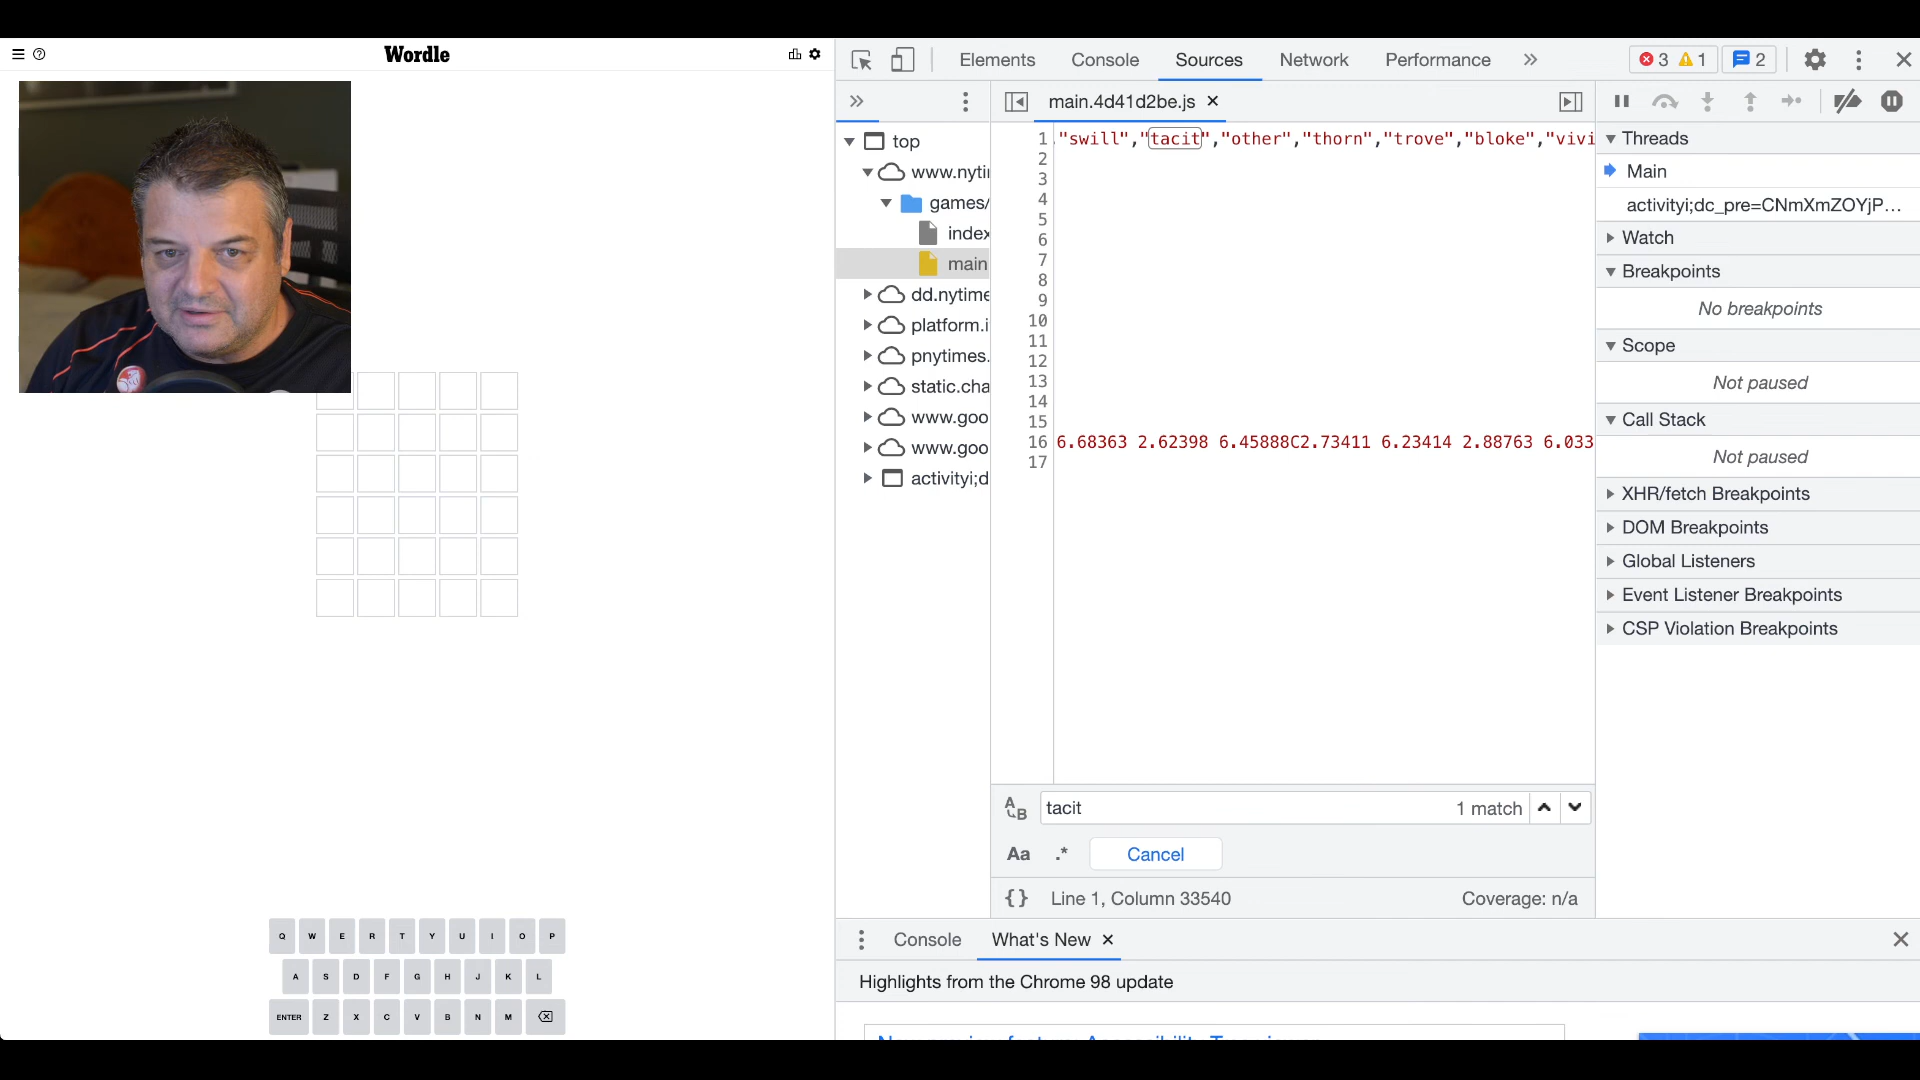 Wordle
Q W E R T Y U I O P
A S D F G H J K L
ENTER Z X C V B N M
Elements Console Sources Network Performance
3 1 2
main.4d41d2be.js
top
www.nyti
games/
index
main
dd.nytime
platform.i
pnytimes.
static.cha
www.goo
www.goo
activityi;d
1 "swill","tacit","other","thorn","trove","bloke","vivi
2
3
4
5
6
7
8
9
10
11
12
13
14
15
16 6.68363 2.62398 6.45888C2.73411 6.23414 2.88763 6.033
17
tacit 1 match
Aa .* Cancel
{} Line 1, Column 33540 Coverage: n/a
Threads
Main
activityi;dc_pre=CNmXmZOYjP…
Watch
Breakpoints
No breakpoints
Scope
Not paused
Call Stack
Not paused
XHR/fetch Breakpoints
DOM Breakpoints
Global Listeners
Event Listener Breakpoints
CSP Violation Breakpoints
Console What's New
Highlights from the Chrome 98 update